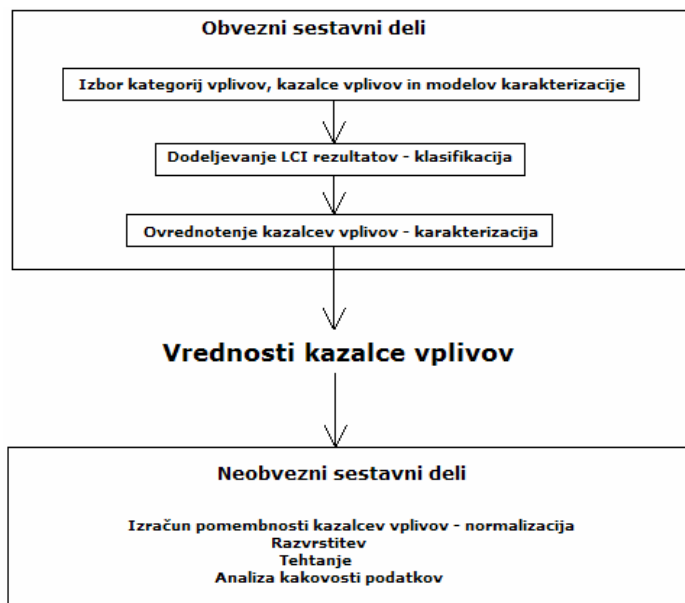 Obvezni sestavni deli
Izbor kategorij vplivov, kazalce vplivov in modelov karakterizacije
Dodeljevanje LCI rezultatov - klasifikacija
Ovrednotenje kazalcev vplivov - karakterizacija
Vrednosti kazalce vplivov
Neobvezni sestavni deli
Izračun pomembnosti kazalcev vplivov - normalizacija
Razvrstitev
Tehtanje
Analiza kakovosti podatkov